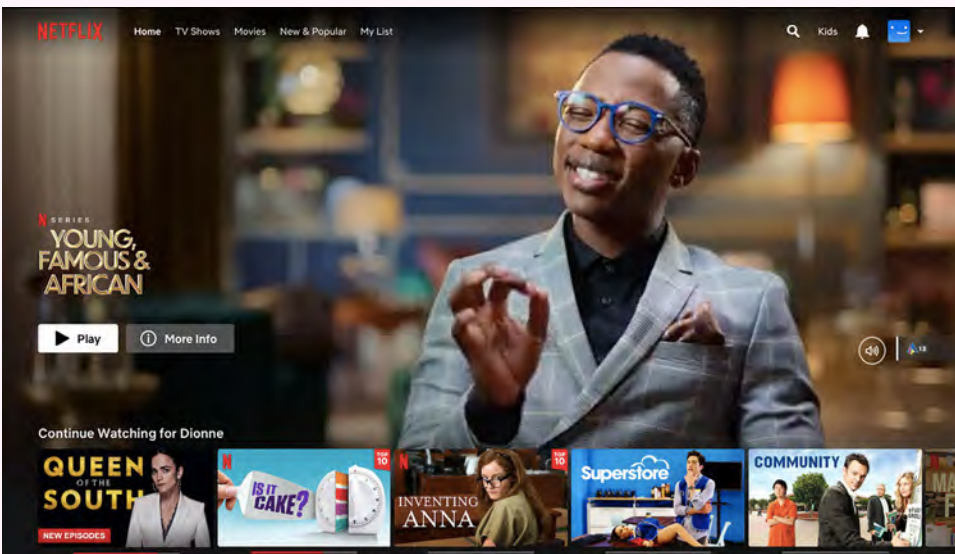 NETFLIX Home TV Shows Movies New & Popular My List Kids
N SERIES
YOUNG,
FAMOUS &
AFRICAN
Play More Info
Continue Watching for Dionne
QUEEN
OF THE
SOUTH
NEW EPISODES
N
IS IT
CAKE?
TOP
10
N
INVENTING
ANNA
TOP
10
Superstore
COMMUNITY
N